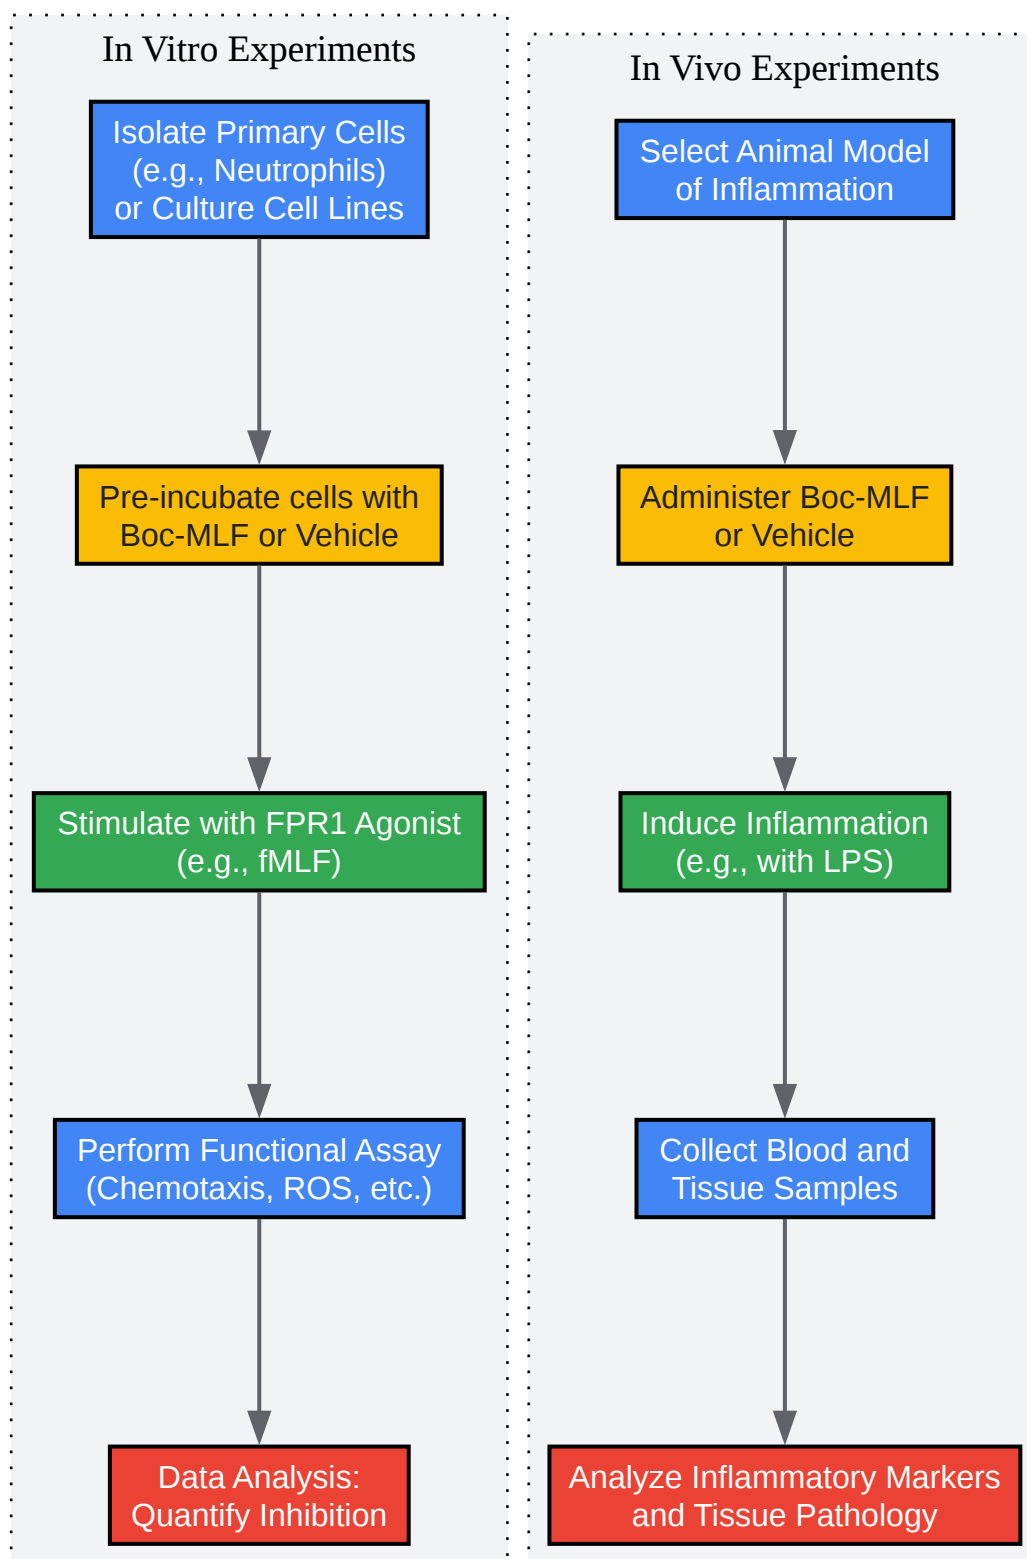 In Vitro Experiments
Isolate Primary Cells
(e.g., Neutrophils)
or Culture Cell Lines
Pre-incubate cells with
Boc-MLF or Vehicle
Stimulate with FPR1 Agonist
(e.g., fMLF)
Perform Functional Assay
(Chemotaxis, ROS, etc.)
Data Analysis:
Quantify Inhibition
In Vivo Experiments
Select Animal Model
of Inflammation
Administer Boc-MLF
or Vehicle
Induce Inflammation
(e.g., with LPS)
Collect Blood and
Tissue Samples
Analyze Inflammatory Markers
and Tissue Pathology